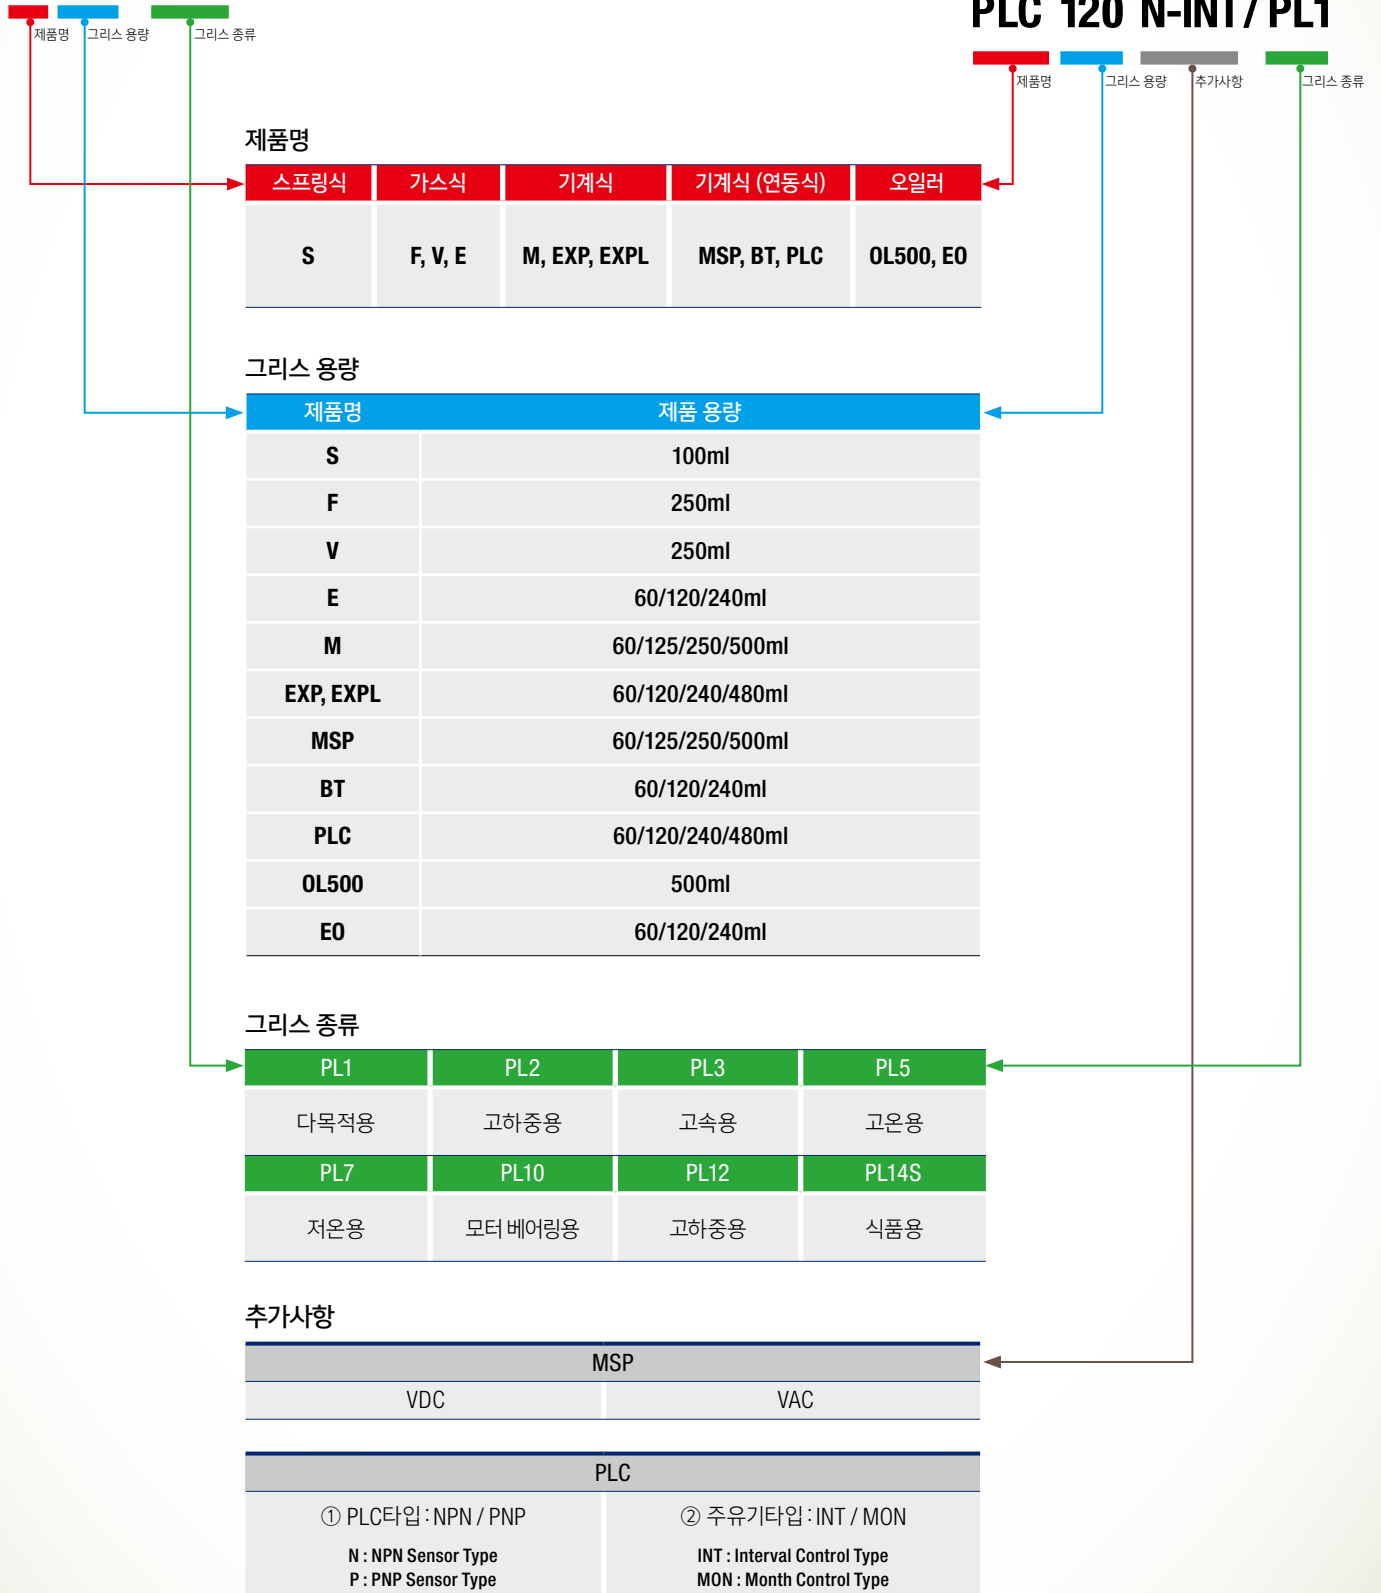 PLC 120 N-INT / PL1
제품명 그리스 용량 그리스 종류
제품명 그리스 용량 추가사항 그리스 종류
제품명
스프링식 가스식 기계식 기계식 (연동식) 오일러
S F, V, E M, EXP, EXPL MSP, BT, PLC OL500, EO
그리스 용량
제품명 제품 용량
S 100ml
F 250ml
V 250ml
E 60/120/240ml
M 60/125/250/500ml
EXP, EXPL 60/120/240/480ml
MSP 60/125/250/500ml
BT 60/120/240ml
PLC 60/120/240/480ml
OL500 500ml
EO 60/120/240ml
그리스 종류
PL1 PL2 PL3 PL5
다목적용 고하중용 고속용 고온용
PL7 PL10 PL12 PL14S
저온용 모터 베어링용 고하중용 식품용
추가사항
MSP
VDC VAC
PLC
① PLC타입 : NPN / PNP ② 주유기타입 : INT / MON
N : NPN Sensor Type INT : Interval Control Type
P : PNP Sensor Type MON : Month Control Type